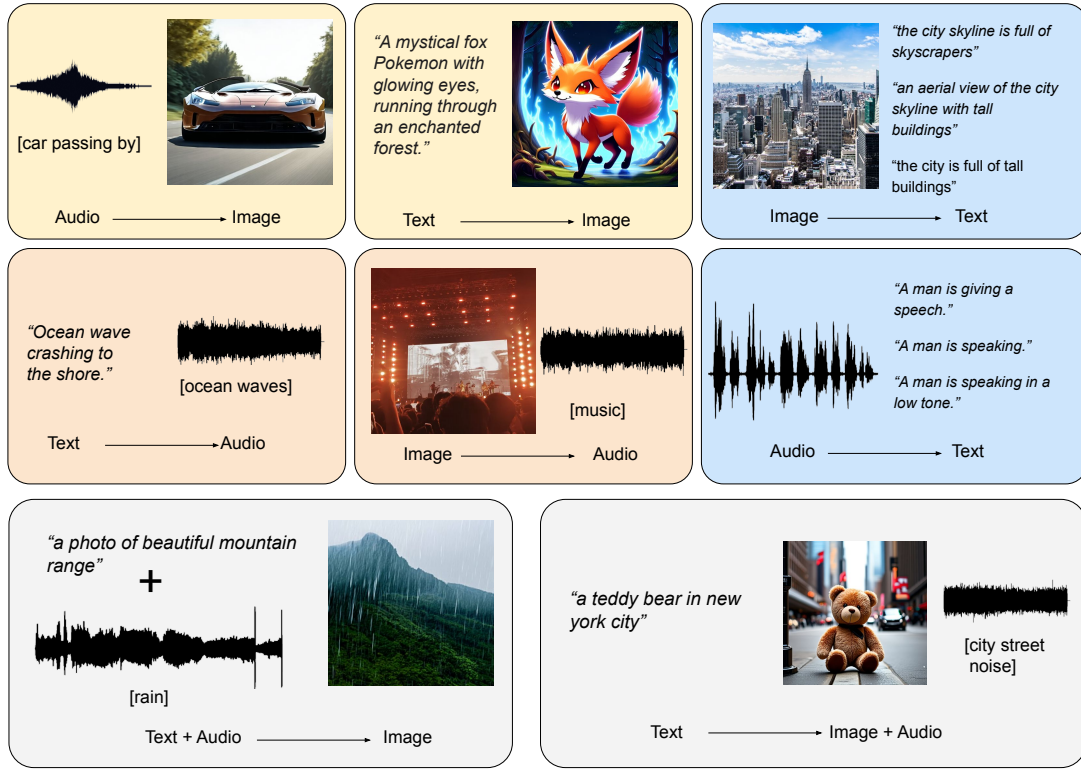 [car passing by]
Audio
Image
“A mystical fox
Pokemon with
glowing eyes,
running through
an enchanted
forest.”
Text
Image
“the city skyline is full of
skyscrapers”
“an aerial view of the city
skyline with tall
buildings”
“the city is full of tall
buildings”
Image
Text
“Ocean wave
crashing to
the shore.”
[ocean waves]
Text
Audio
[music]
Image
Audio
“A man is giving a
speech.”
“A man is speaking.”
“A man is speaking in a
low tone.”
Audio
Text
“a photo of beautiful mountain
range”
+
[rain]
Text + Audio
Image
“a teddy bear in new
york city”
[city street
noise]
Text
Image + Audio